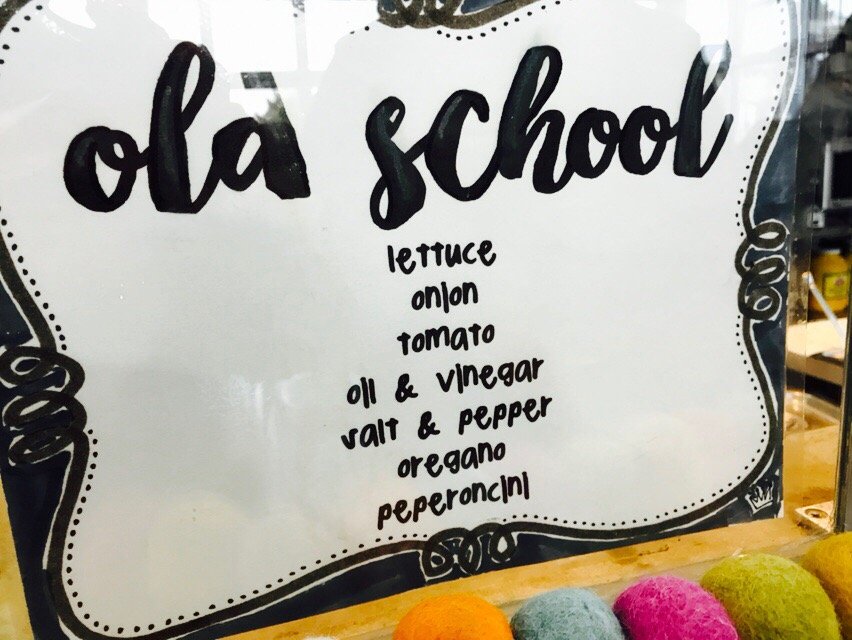 old school
lettuce
onion
tomato
oil & vinegar
salt & pepper
oregano
peperoncini